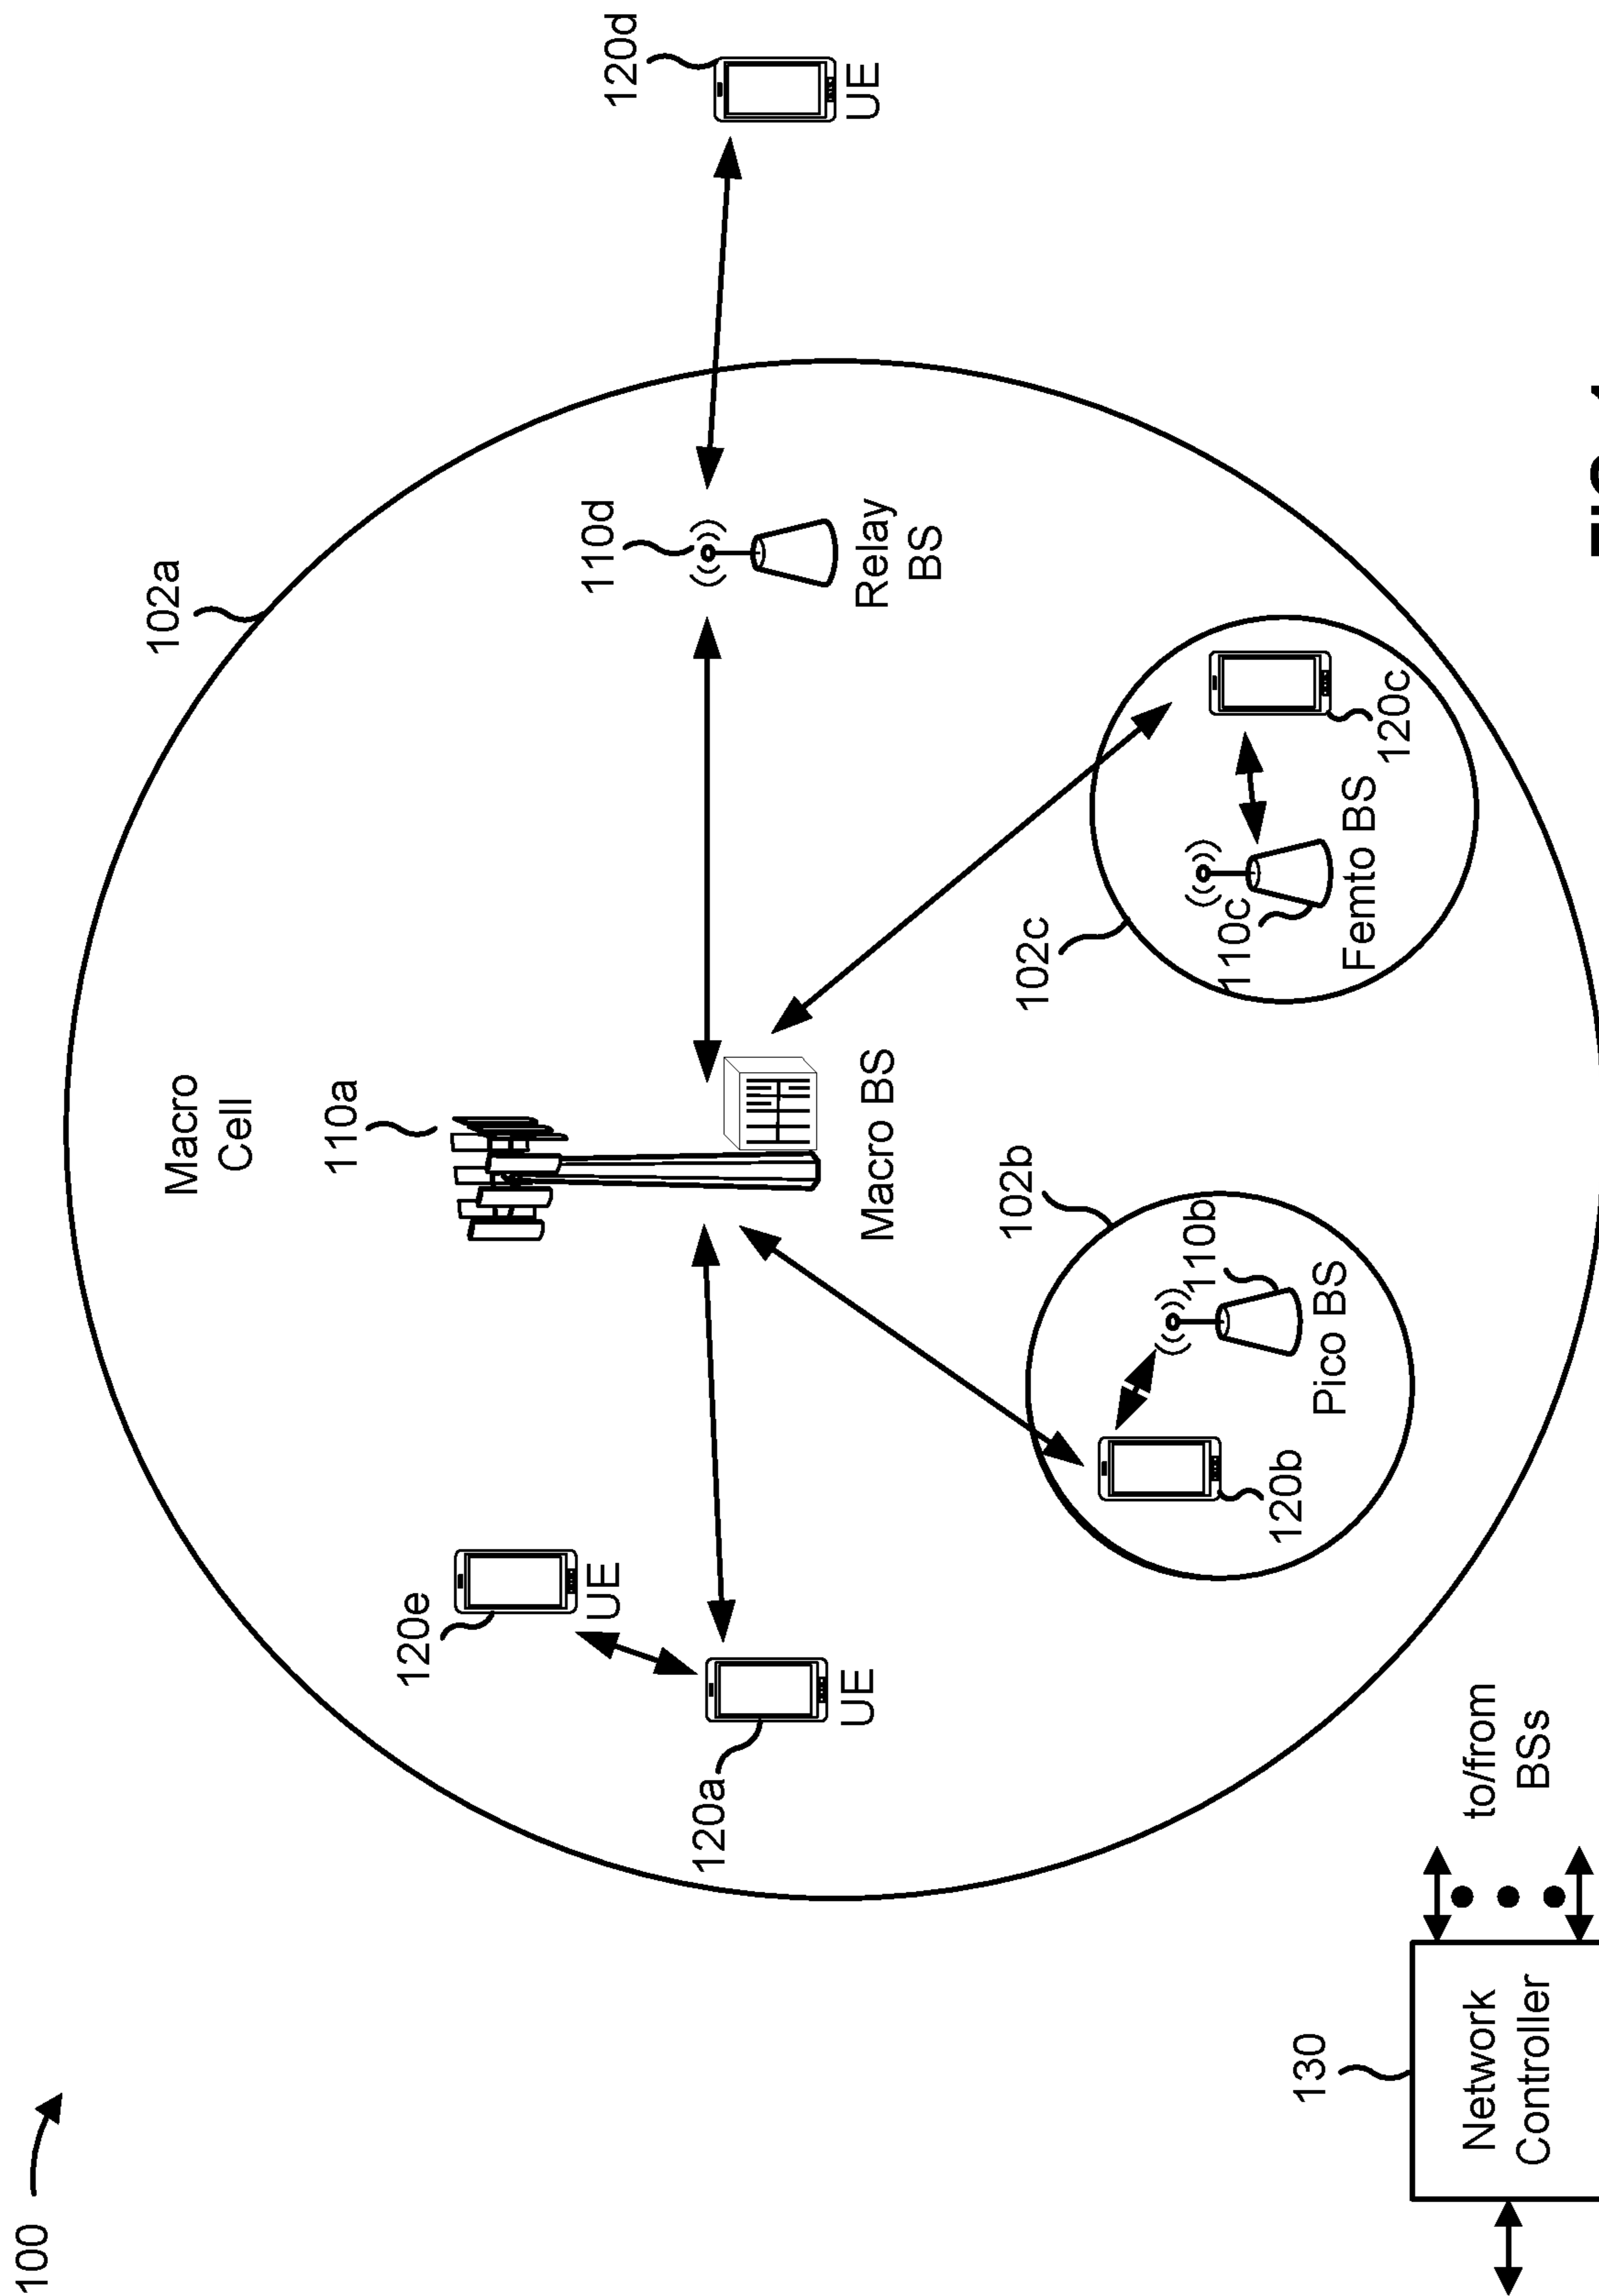 100
102a
Macro
Cell
110a
120e
UE
110d
120d
120a
UE
Macro BS
Relay
BS
UE
102b
102c
110b
110c
120b
Pico BS
Femto BS
120c
130
Network
Controller
to/from
BSs